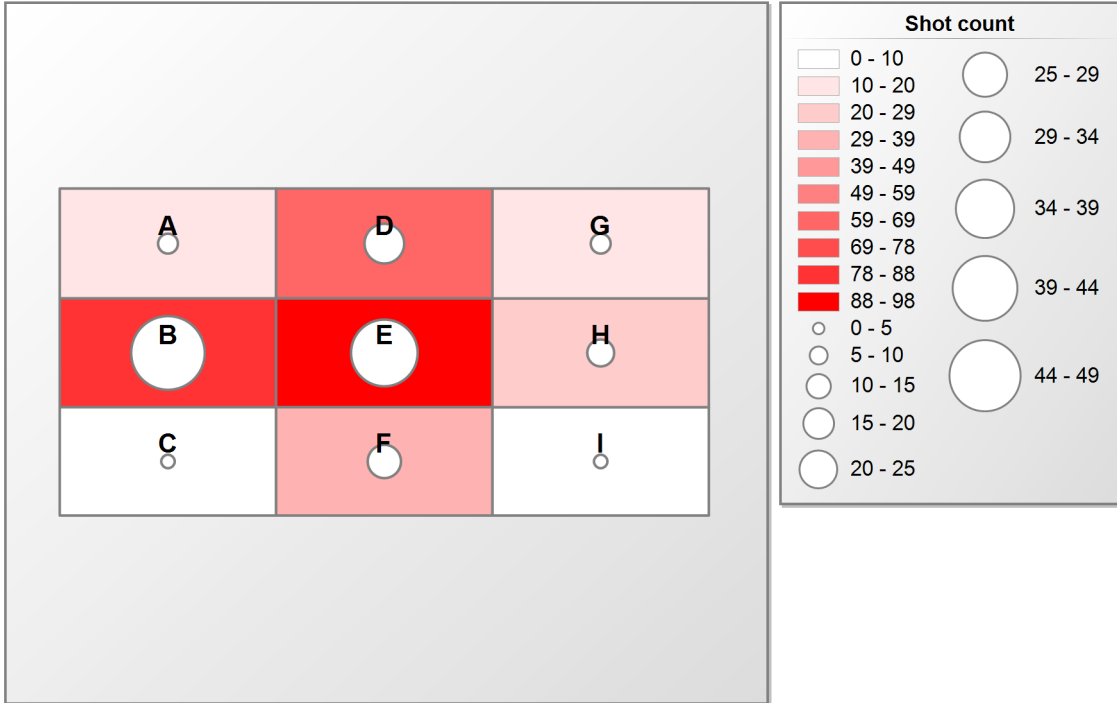 Shot count
A
D
G
B
E
H
C
F
I
0 - 10
10 - 20
20 - 29
29 - 39
39 - 49
49 - 59
59 - 69
69 - 78
78 - 88
88 - 98
0 - 5
5 - 10
10 - 15
15 - 20
20 - 25
25 - 29
29 - 34
34 - 39
39 - 44
44 - 49